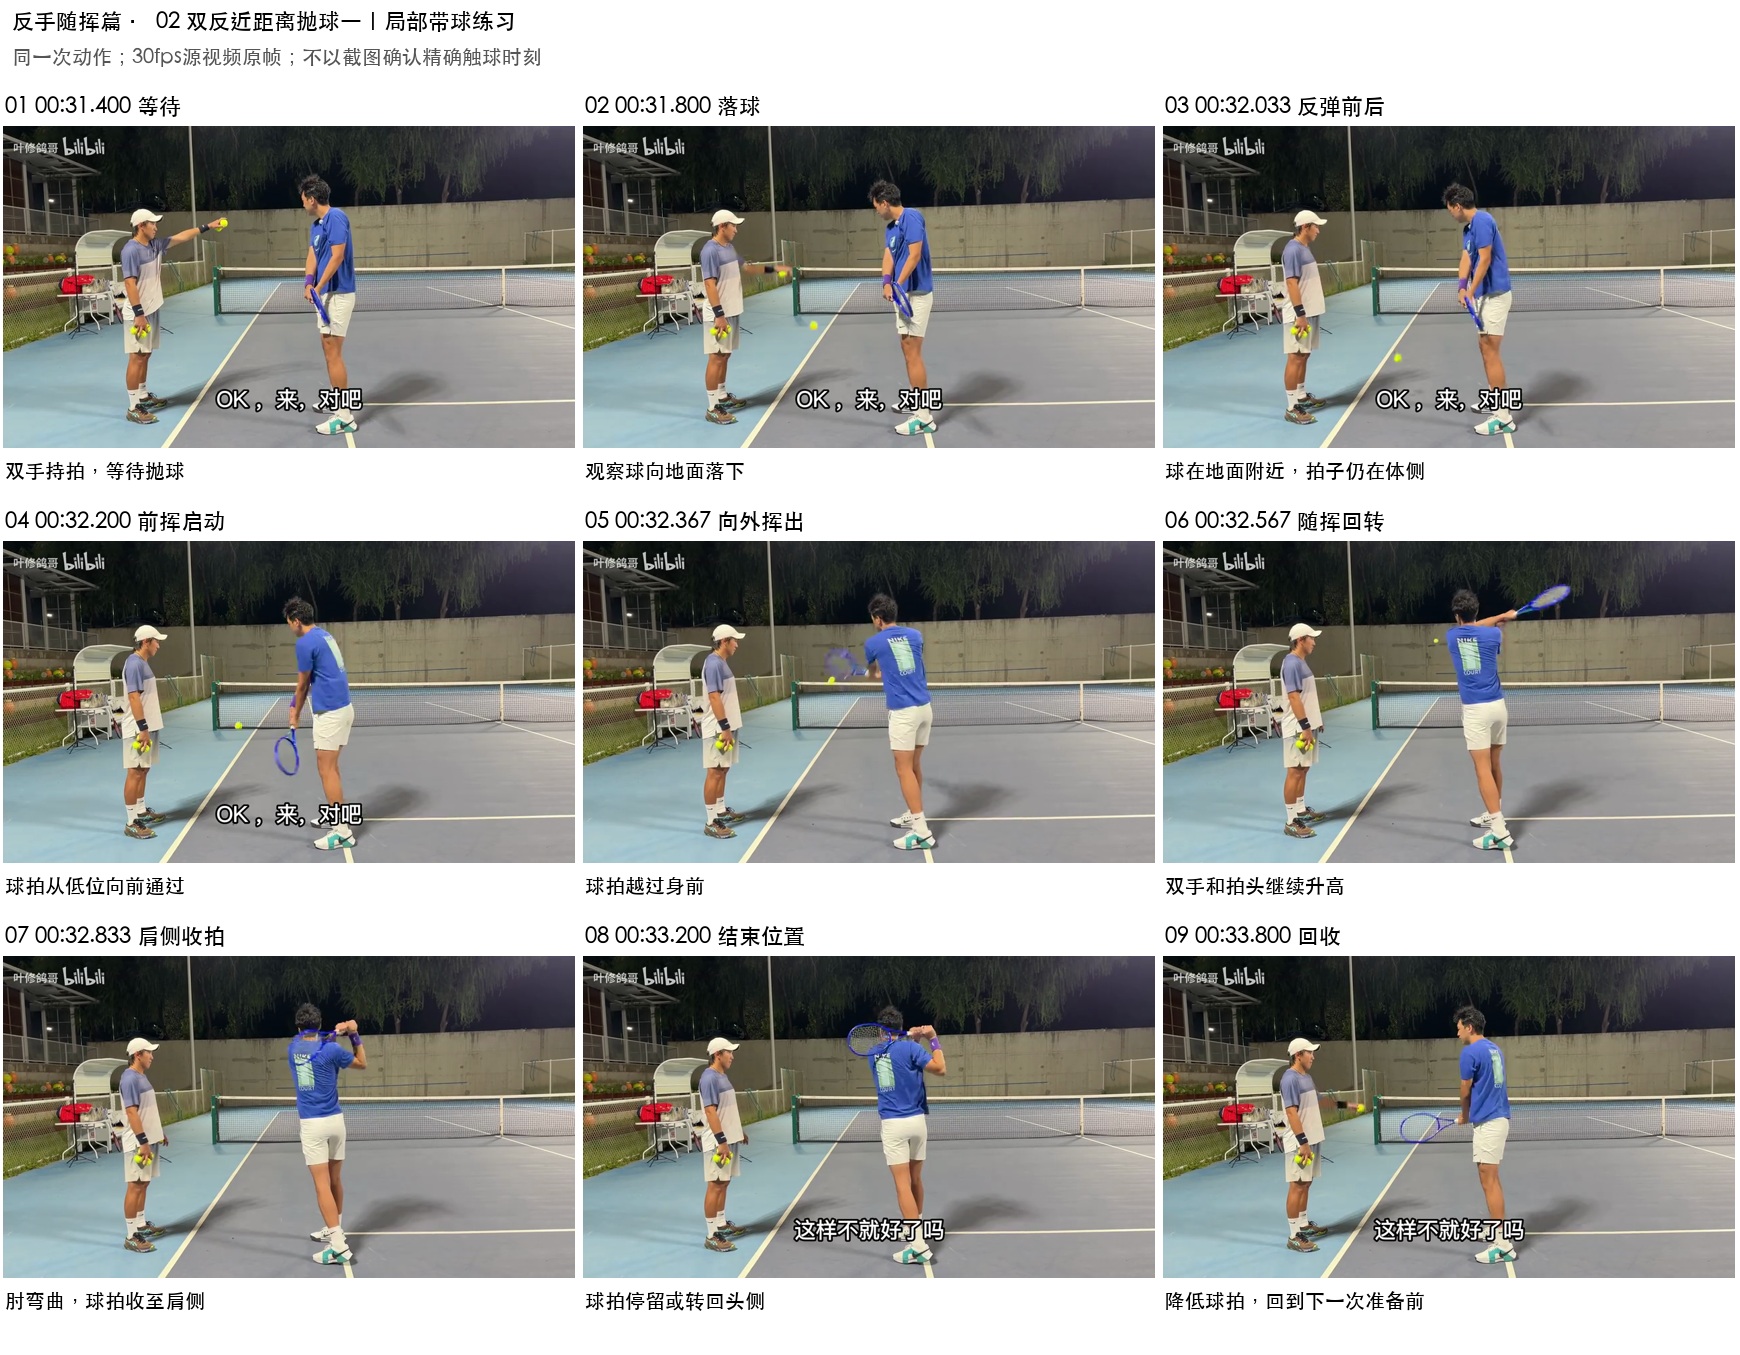 反手随挥篇· 02 双反近距离抛球一丨局部带球练习
同一次动作；30fps源视频原帧；不以截图确认精确触球时刻
01 00:31.400 等待
叶修鸽哥 bilibili
OK，来，对吧
双手持拍，等待抛球
02 00:31.800 落球
叶修鸽哥 bilibili
OK，来，对吧
观察球向地面落下
03 00:32.033 反弹前后
叶修鸽哥 bilibili
OK，来，对吧
球在地面附近，拍子仍在体侧
04 00:32.200 前挥启动
叶修鸽哥 bilibili
OK，来，对吧
球拍从低位向前通过
05 00:32.367 向外挥出
叶修鸽哥 bilibili
NIKE
COURT
球拍越过身前
06 00:32.567 随挥回转
叶修鸽哥 bilibili
NIKE
COURT
双手和拍头继续升高
07 00:32.833 肩侧收拍
叶修鸽哥 bilibili
NIKE
COURT
肘弯曲，球拍收至肩侧
08 00:33.200 结束位置
叶修鸽哥 bilibili
NIKE
COURT
这样不就好了吗
球拍停留或转回头侧
09 00:33.800 回收
叶修鸽哥 bilibili
这样不就好了吗
降低球拍，回到下一次准备前